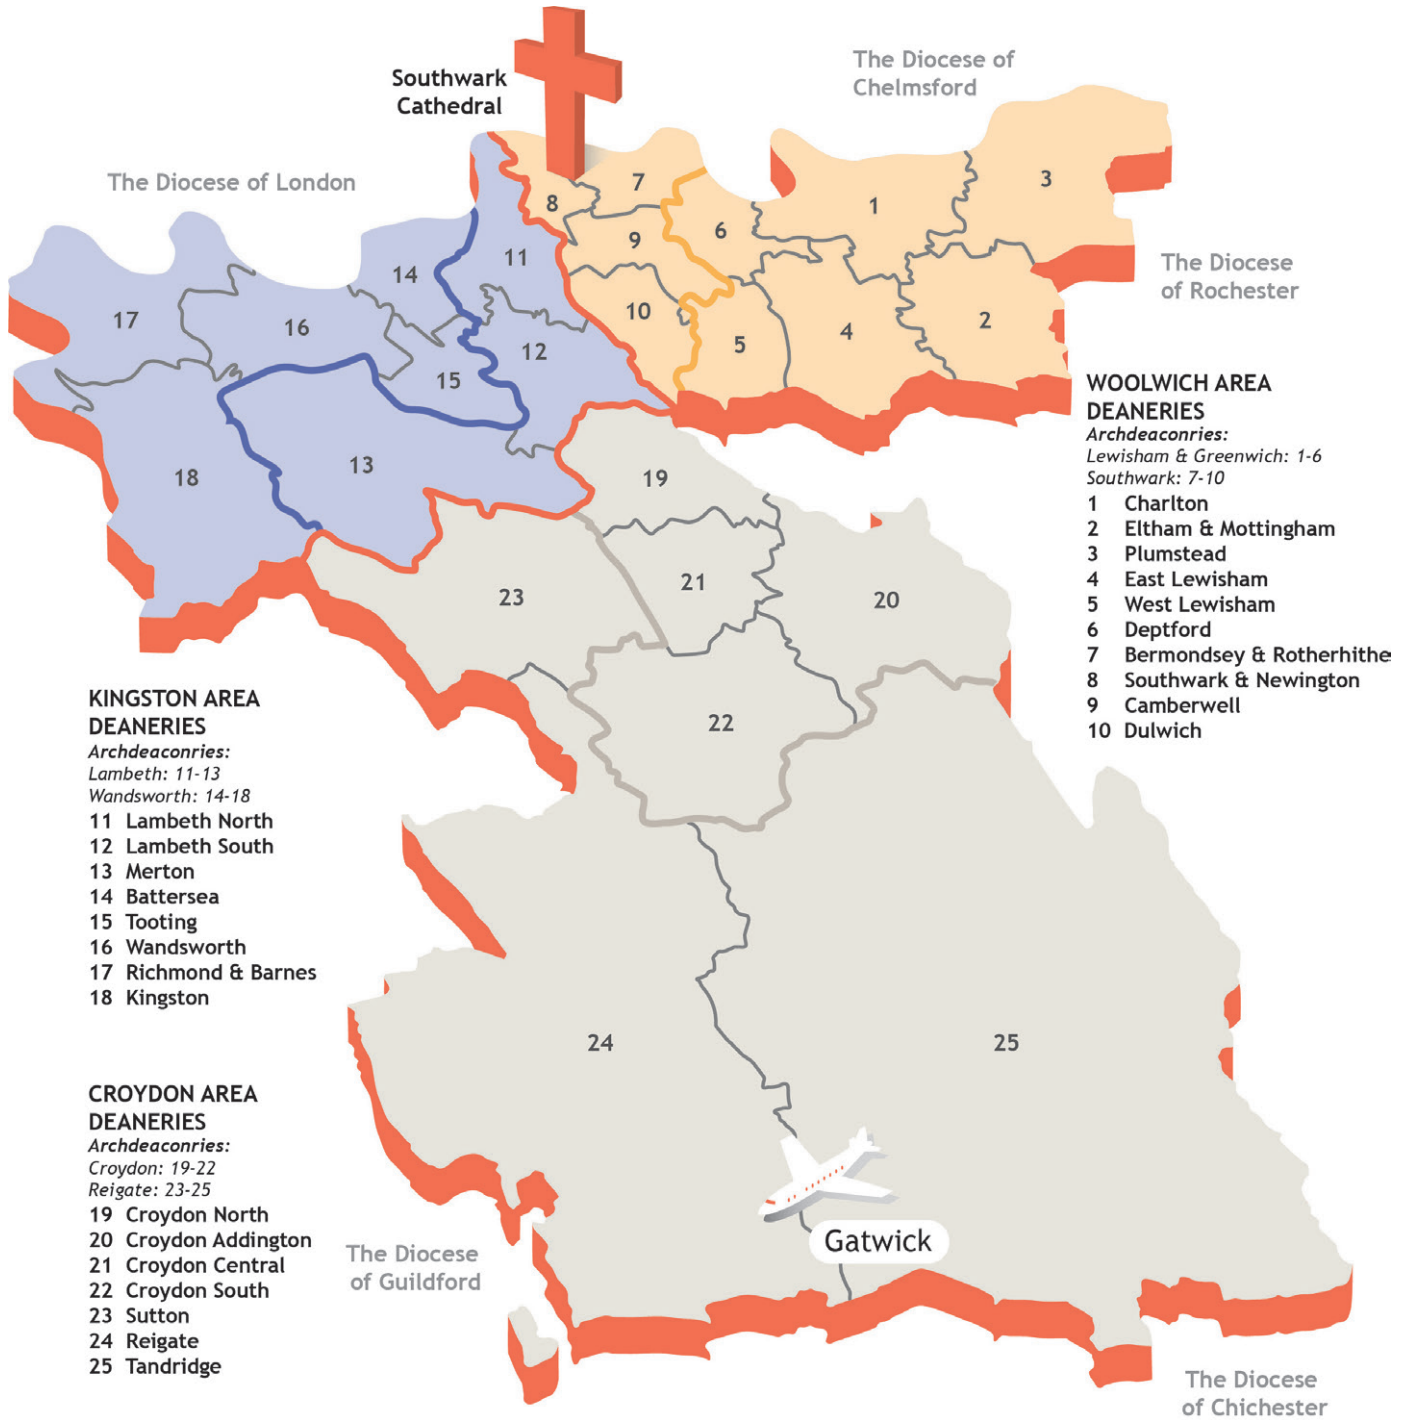 Southwark
Cathedral
The Diocese of
Chelmsford
The Diocese of London
The Diocese
of Rochester
1
2
3
4
5
6
7
8
9
10
11
12
13
14
15
16
17
18
19
20
21
22
23
24
25
WOOLWICH AREA
DEANERIES
Archdeaconries:
Lewisham & Greenwich: 1-6
Southwark: 7-10
1 Charlton
2 Eltham & Mottingham
3 Plumstead
4 East Lewisham
5 West Lewisham
6 Deptford
7 Bermondsey & Rotherhithe
8 Southwark & Newington
9 Camberwell
10 Dulwich
KINGSTON AREA
DEANERIES
Archdeaconries:
Lambeth: 11-13
Wandsworth: 14-18
11 Lambeth North
12 Lambeth South
13 Merton
14 Battersea
15 Tooting
16 Wandsworth
17 Richmond & Barnes
18 Kingston
CROYDON AREA
DEANERIES
Archdeaconries:
Croydon: 19-22
Reigate: 23-25
19 Croydon North
20 Croydon Addington
21 Croydon Central
22 Croydon South
23 Sutton
24 Reigate
25 Tandridge
Gatwick
The Diocese
of Guildford
The Diocese
of Chichester